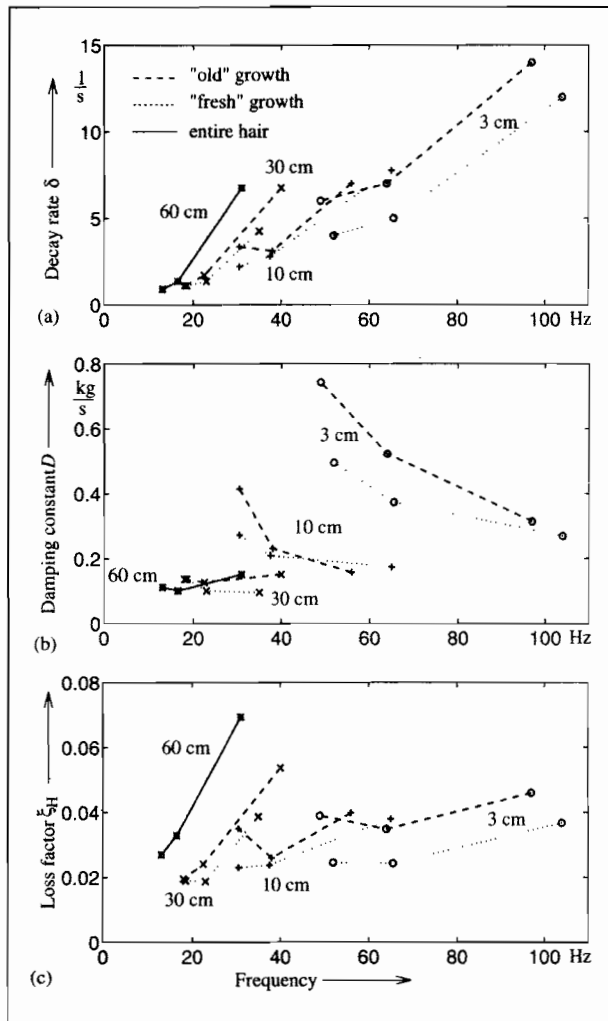 15
1/s
10
5
0
Decay rate δ
"old" growth
"fresh" growth
entire hair
60 cm
30 cm
10 cm
3 cm
0 20 40 60 80 100 Hz
(a)
0.8
kg/s
0.6
0.4
0.2
0
Damping constant D
3 cm
10 cm
60 cm
30 cm
0 20 40 60 80 100 Hz
(b)
0.08
0.06
0.04
0.02
0
Loss factor ξH
60 cm
30 cm
10 cm
3 cm
0 20 40 60 80 100 Hz
(c)
Frequency